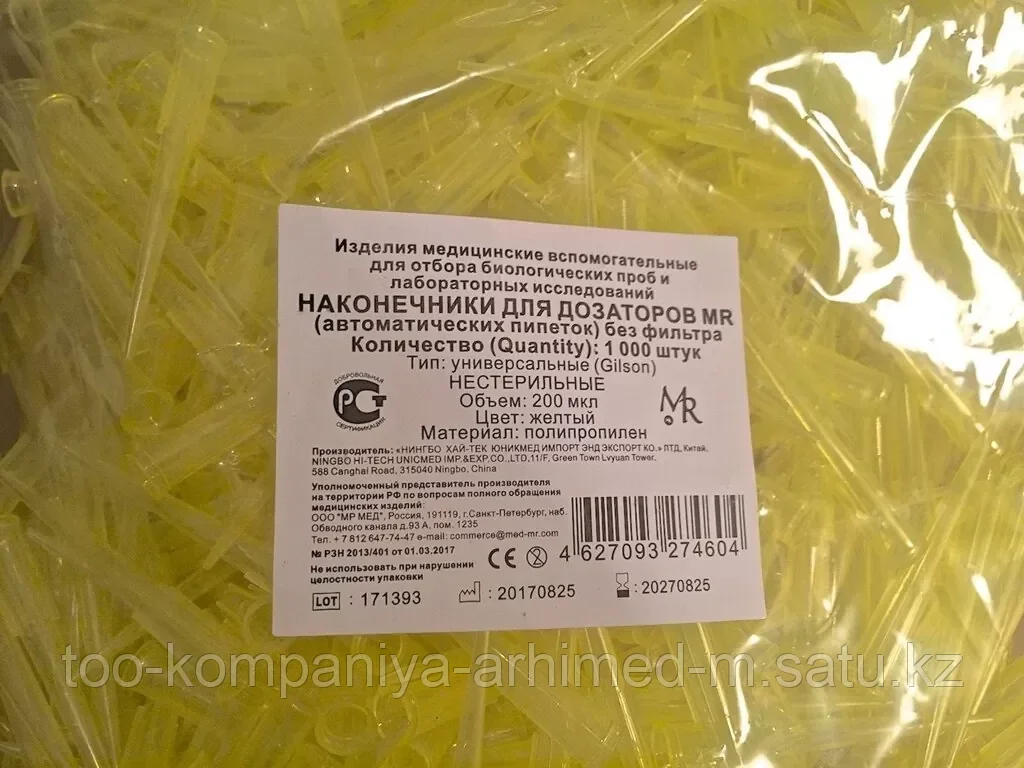 Изделия медицинские вспомогательные
для отбора биологических проб и
лабораторных исследований
НАКОНЕЧНИКИ ДЛЯ ДОЗАТОРОВ MR
(автоматических пипеток) без фильтра
Количество (Quantity): 1 000 штук
Тип: универсальные (Gilson)
НЕСТЕРИЛЬНЫЕ
Объем: 200 мкл
Цвет: желтый
Материал: полипропилен
ДОБРОВОЛЬНАЯ
РСТ
СЕРТИФИКАЦИЯ
MR
Производитель: «НИНГБО ХАЙ-ТЕК ЮНИКМЕД ИМПОРТ ЭНД ЭКСПОРТ КО.» ЛТД, Китай.
NINGBO HI-TECH UNICMED IMP.&EXP.CO.,LTD,11/F, Green Town Lvyuan Tower,
588 Canghai Road, 315040 Ningbo, China
Уполномоченный представитель производителя
на территории РФ по вопросам полного обращения
медицинских изделий:
ООО "МР МЕД", Россия, 191119, г.Санкт-Петербург, наб.
Обводного канала д.93 А, пом. 1235
Тел. + 7 812 647-74-47 e-mail: commerce@med-mr.com
№ РЗН 2013/401 от 01.03.2017
Не использовать при нарушении
целостности упаковки
CE
2
4 627093 274604
LOT : 171393
: 20170825
: 20270825
too-kompaniya-arhimed-m.satu.kz